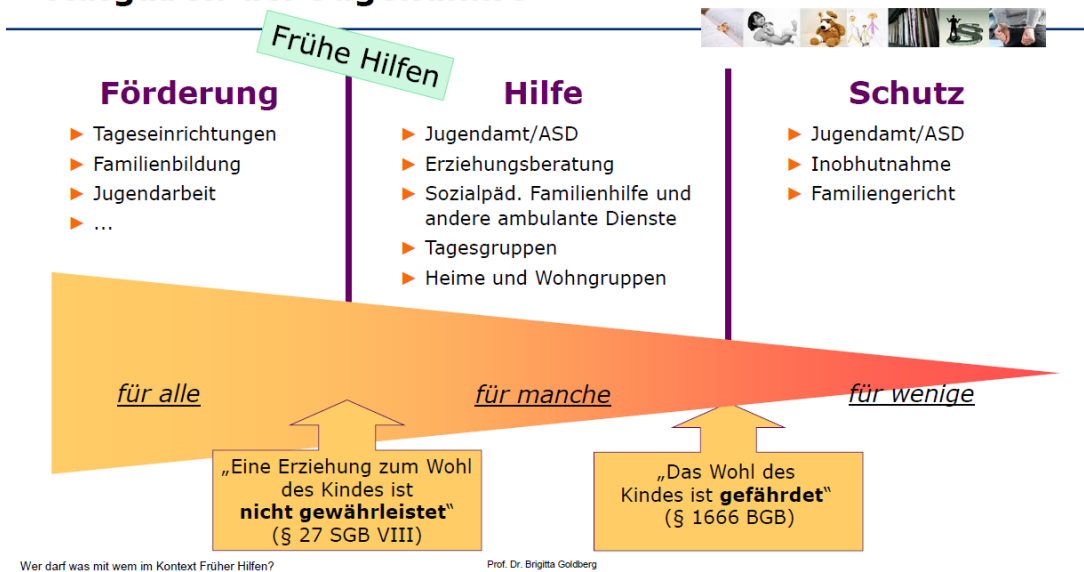 Frühe Hilfen
Förderung
► Tageseinrichtungen
► Familienbildung
► Jugendarbeit
► ...
Hilfe
► Jugendamt/ASD
► Erziehungsberatung
► Sozialpäd. Familienhilfe und
andere ambulante Dienste
► Tagesgruppen
► Heime und Wohngruppen
Schutz
► Jugendamt/ASD
► Inobhutnahme
► Familiengericht
für alle
für manche
für wenige
„Eine Erziehung zum Wohl
des Kindes ist
nicht gewährleistet“
(§ 27 SGB VIII)
„Das Wohl des
Kindes ist gefährdet“
(§ 1666 BGB)
Wer darf was mit wem im Kontext Früher Hilfen?
Prof. Dr. Brigitta Goldberg